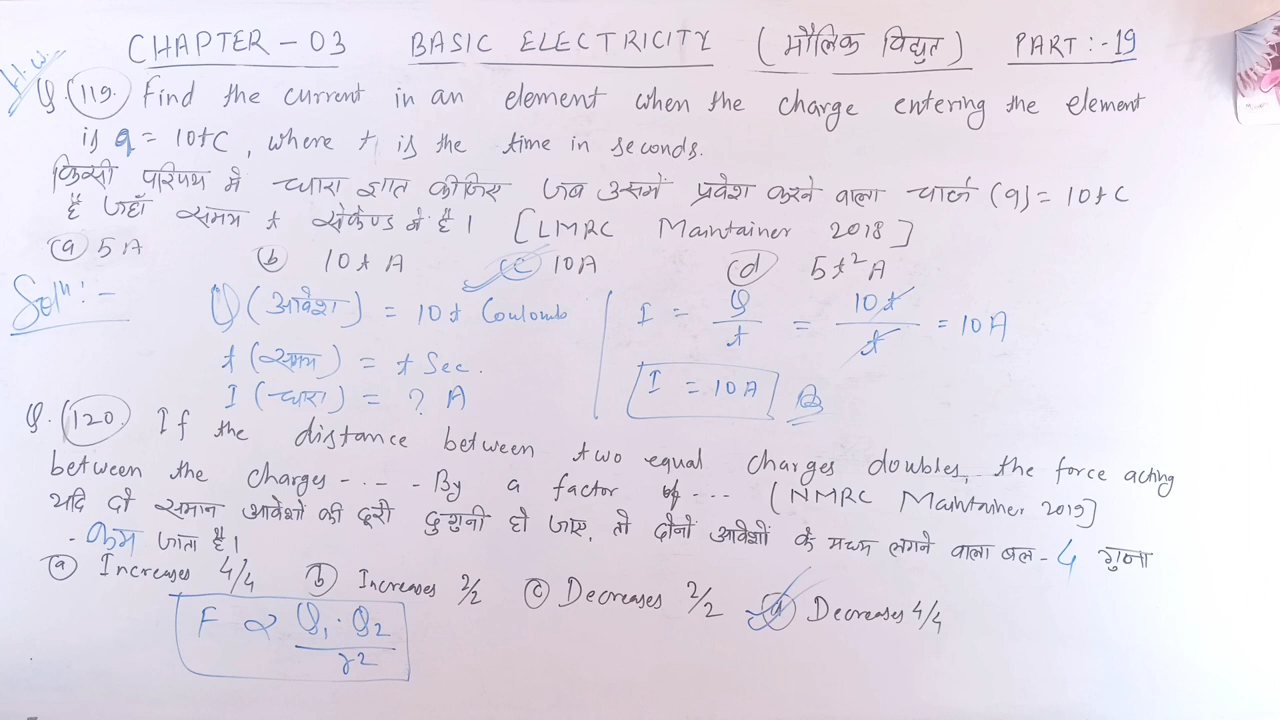 CHAPTER - 03 BASIC ELECTRICITY (मौलिक विद्युत) PART :- 19
H.W.
Q. 119. Find the current in an element when the charge entering the element
is q = 10tC, where t is the time in seconds.
किसी परिपथ में धारा ज्ञात कीजिए जब उसमें प्रवेश करने वाला चार्ज (q) = 10tC
है जहाँ समय t सेकेण्ड में है। [LMRC Maintainer 2018]
(a) 5A (b) 10tA (c) 10A (d) 5t²A
Solⁿ :-
Q (आवेश) = 10t Coulomb
t (समय) = t Sec.
I (धारा) = ? A
I = Q/t = 10t/t = 10A
I = 10A
Q. 120. If the distance between two equal charges doubles, the force acting
between the charges - - - - By a factor of - - - [NMRC Maintainer 2019]
यदि दो समान आवेशों की दूरी दुगुनी हो जाए, तो दोनों आवेशों के मध्य लगने वाला बल - 4 गुना
- कम जाता है।
(a) Increases 4/4 (b) Increases 2/2 (c) Decreases 2/2 (d) Decreases 4/4
F ∝ Q₁ · Q₂ / r²